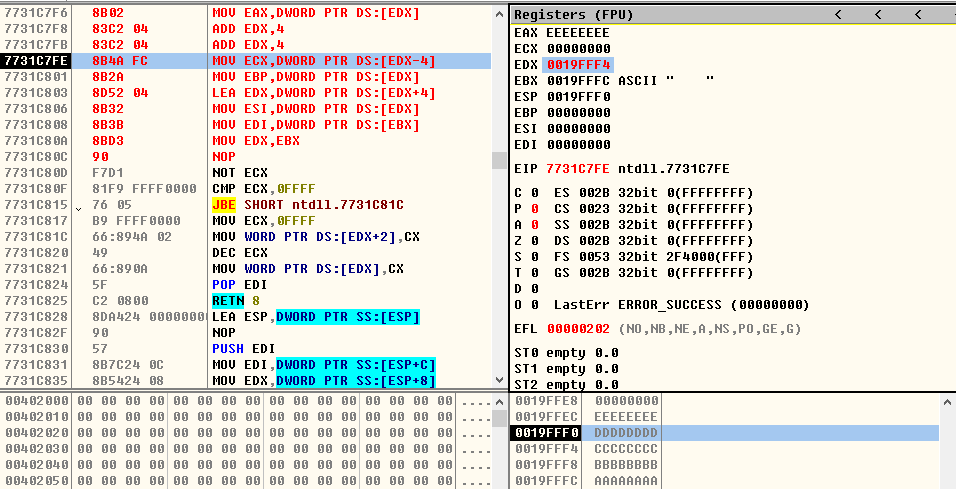 7731C7F6 8B02 MOV EAX,DWORD PTR DS:[EDX]
7731C7F8 83C2 04 ADD EDX,4
7731C7FB 83C2 04 ADD EDX,4
7731C7FE 8B4A FC MOV ECX,DWORD PTR DS:[EDX-4]
7731C801 8B2A MOV EBP,DWORD PTR DS:[EDX]
7731C803 8D52 04 LEA EDX,DWORD PTR DS:[EDX+4]
7731C806 8B32 MOV ESI,DWORD PTR DS:[EDX]
7731C808 8B3B MOV EDI,DWORD PTR DS:[EBX]
7731C80A 8BD3 MOV EDX,EBX
7731C80C 90 NOP
7731C80D F7D1 NOT ECX
7731C80F 81F9 FFFF0000 CMP ECX,0FFFF
7731C815 76 05 JBE SHORT ntdll.7731C81C
7731C817 B9 FFFF0000 MOV ECX,0FFFF
7731C81C 66:894A 02 MOV WORD PTR DS:[EDX+2],CX
7731C820 49 DEC ECX
7731C821 66:890A MOV WORD PTR DS:[EDX],CX
7731C824 5F POP EDI
7731C825 C2 0800 RETN 8
7731C828 8DA424 0000000 LEA ESP,DWORD PTR SS:[ESP]
7731C82F 90 NOP
7731C830 57 PUSH EDI
7731C831 8B7C24 0C MOV EDI,DWORD PTR SS:[ESP+C]
7731C835 8B5424 08 MOV EDX,DWORD PTR SS:[ESP+8]
Registers (FPU) < < <
EAX EEEEEEEE
ECX 00000000
EDX 0019FFF4
EBX 0019FFFC ASCII "    "
ESP 0019FFF0
EBP 00000000
ESI 00000000
EDI 00000000
EIP 7731C7FE ntdll.7731C7FE
C 0 ES 002B 32bit 0(FFFFFFFF)
P 0 CS 0023 32bit 0(FFFFFFFF)
A 0 SS 002B 32bit 0(FFFFFFFF)
Z 0 DS 002B 32bit 0(FFFFFFFF)
S 0 FS 0053 32bit 2F4000(FFF)
T 0 GS 002B 32bit 0(FFFFFFFF)
D 0
O 0 LastErr ERROR_SUCCESS (00000000)
EFL 00000202 (NO,NB,NE,A,NS,PO,GE,G)
ST0 empty 0.0
ST1 empty 0.0
ST2 empty 0.0
00402000 00 00 00 00 00 00 00 00 00 00 00 00 00 00 00 00 ....
00402010 00 00 00 00 00 00 00 00 00 00 00 00 00 00 00 00 ....
00402020 00 00 00 00 00 00 00 00 00 00 00 00 00 00 00 00 ....
00402030 00 00 00 00 00 00 00 00 00 00 00 00 00 00 00 00 ....
00402040 00 00 00 00 00 00 00 00 00 00 00 00 00 00 00 00 ....
00402050 00 00 00 00 00 00 00 00 00 00 00 00 00 00 00 00 ....
0019FFE8 00000000
0019FFEC EEEEEEEE
0019FFF0 DDDDDDDD
0019FFF4 CCCCCCCC
0019FFF8 BBBBBBBB
0019FFFC AAAAAAAA